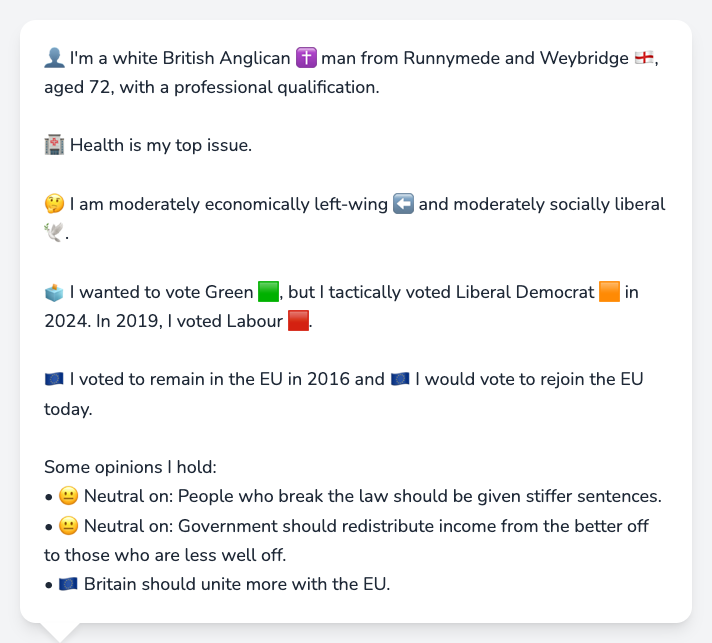 👤 I'm a white British Anglican ✝️ man from Runnymede and Weybridge 🏴󠁧󠁢󠁥󠁮󠁧󠁿,
aged 72, with a professional qualification.
🏥 Health is my top issue.
🤔 I am moderately economically left-wing ⬅️ and moderately socially liberal
🕊️.
🗳️ I wanted to vote Green 🟩, but I tactically voted Liberal Democrat 🟧 in
2024. In 2019, I voted Labour 🟥.
🇪🇺 I voted to remain in the EU in 2016 and 🇪🇺 I would vote to rejoin the EU
today.
Some opinions I hold:
• 😐 Neutral on: People who break the law should be given stiffer sentences.
• 😐 Neutral on: Government should redistribute income from the better off
to those who are less well off.
• 🇪🇺 Britain should unite more with the EU.